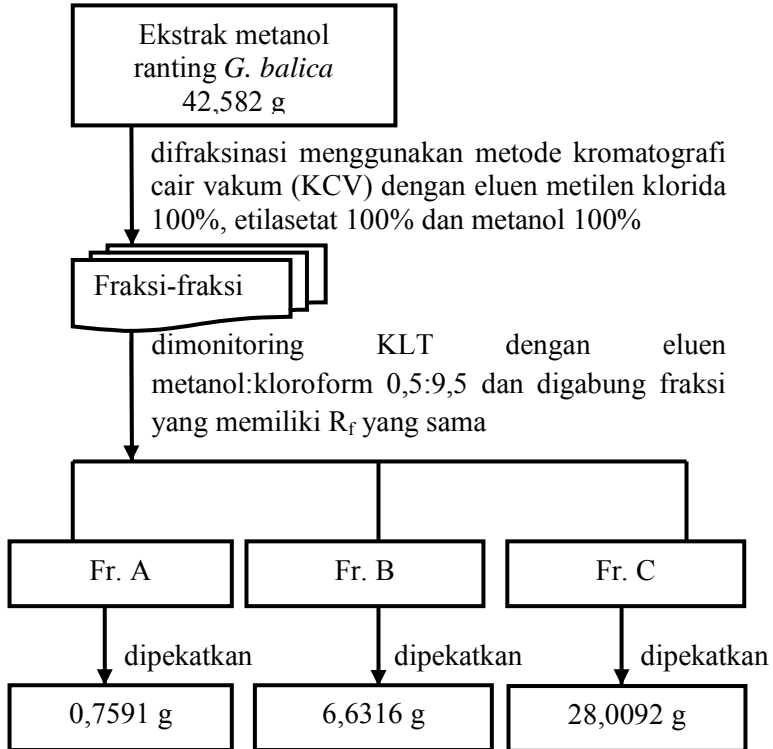 Ekstrak metanol
ranting G. balica
42,582 g
difraksinasi menggunakan metode kromatografi
cair vakum (KCV) dengan eluen metilen klorida
100%, etilasetat 100% dan metanol 100%
Fraksi-fraksi
dimonitoring KLT dengan eluen
metanol:kloroform 0,5:9,5 dan digabung fraksi
yang memiliki Rf yang sama
Fr. A
Fr. B
Fr. C
dipekatkan
dipekatkan
dipekatkan
0,7591 g
6,6316 g
28,0092 g